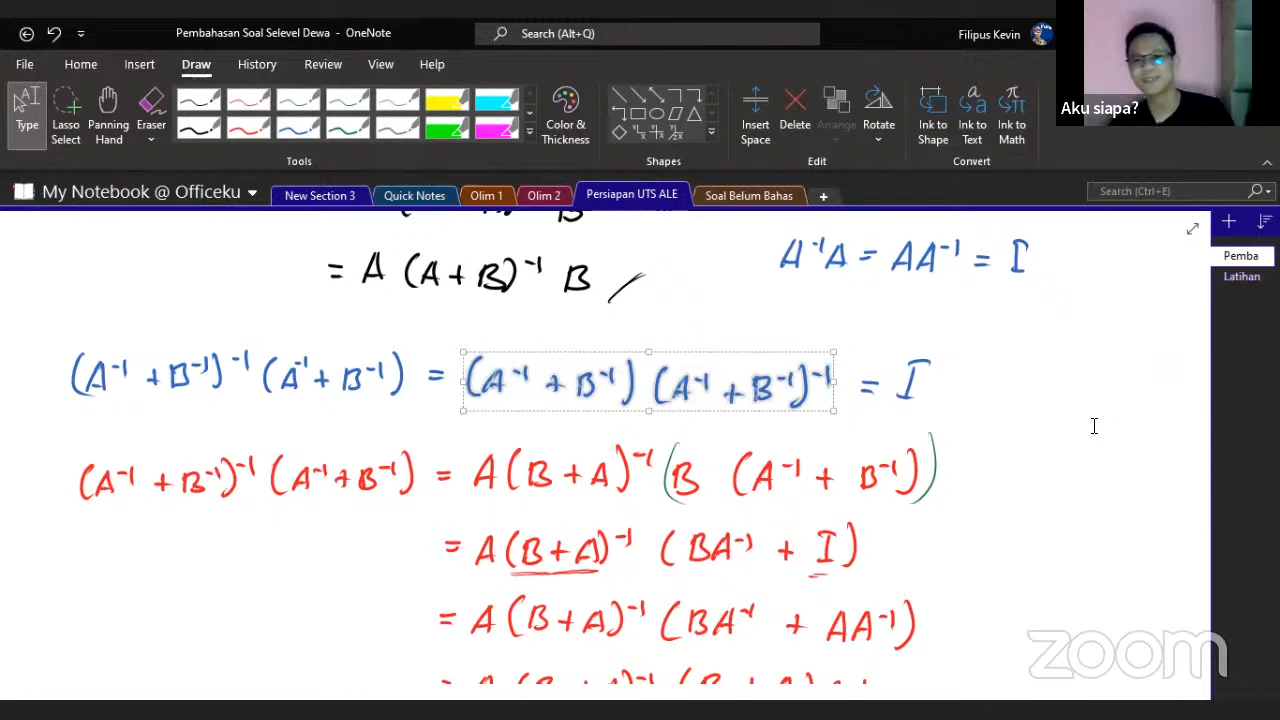 Pembahasan Soal Selevel Dewa - OneNote
Search (Alt+Q)
Filipus Kevin
File Home Insert Draw History Review View Help
Aku siapa?
Type
Lasso Select
Panning Hand
Eraser
Color & Thickness
Insert Space
Delete
Arrange
Rotate
Ink to Shape
Ink to Text
Ink to Math
Tools
Shapes
Edit
Convert
My Notebook @ Officeku
New Section 3
Quick Notes
Olim 1
Olim 2
Persiapan UTS ALE
Soal Belum Bahas
Search (Ctrl+E)
Pemba
Latihan
A⁻¹A = AA⁻¹ = I
= A (A + B)⁻¹ B
(A⁻¹ + B⁻¹)⁻¹ (A⁻¹ + B⁻¹) = (A⁻¹ + B⁻¹) (A⁻¹ + B⁻¹)⁻¹ = I
(A⁻¹ + B⁻¹)⁻¹ (A⁻¹ + B⁻¹) = A (B + A)⁻¹ (B (A⁻¹ + B⁻¹))
= A (B + A)⁻¹ (BA⁻¹ + I)
= A (B + A)⁻¹ (BA⁻¹ + AA⁻¹)
zoom